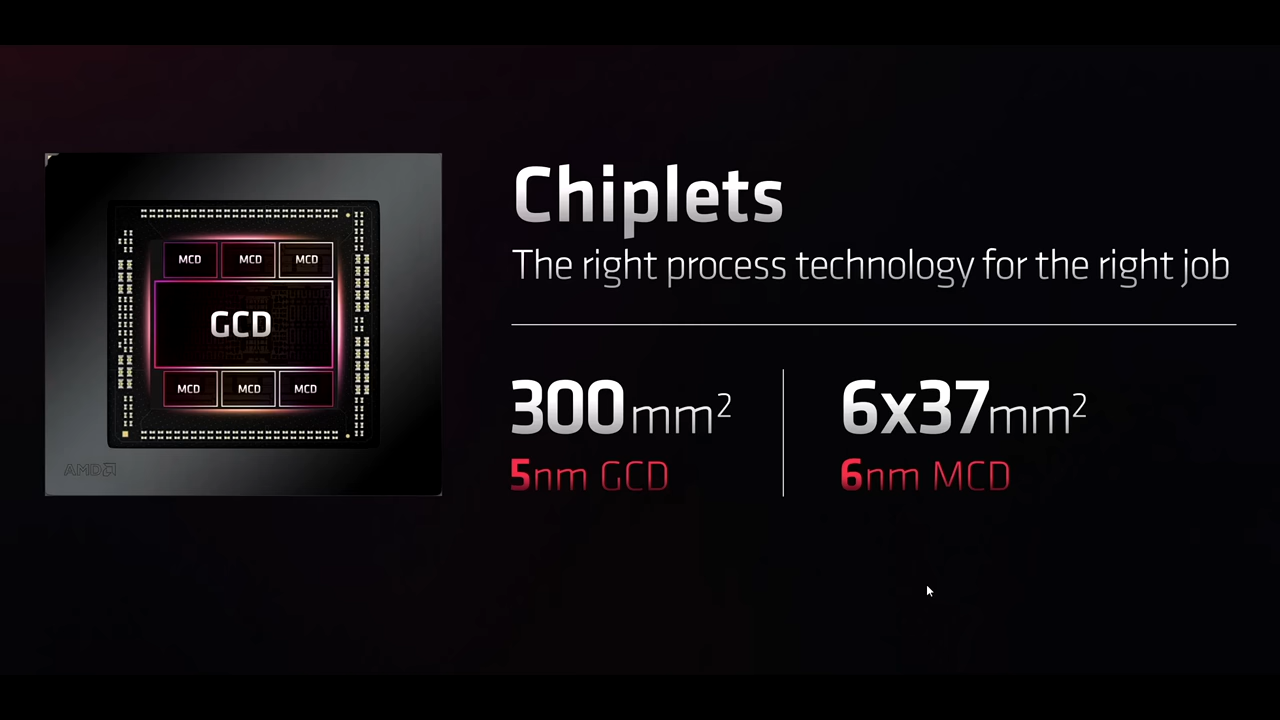 MCD MCD MCD
GCD
MCD MCD MCD
AMD
Chiplets
The right process technology for the right job
300mm²
5nm GCD
6x37mm²
6nm MCD